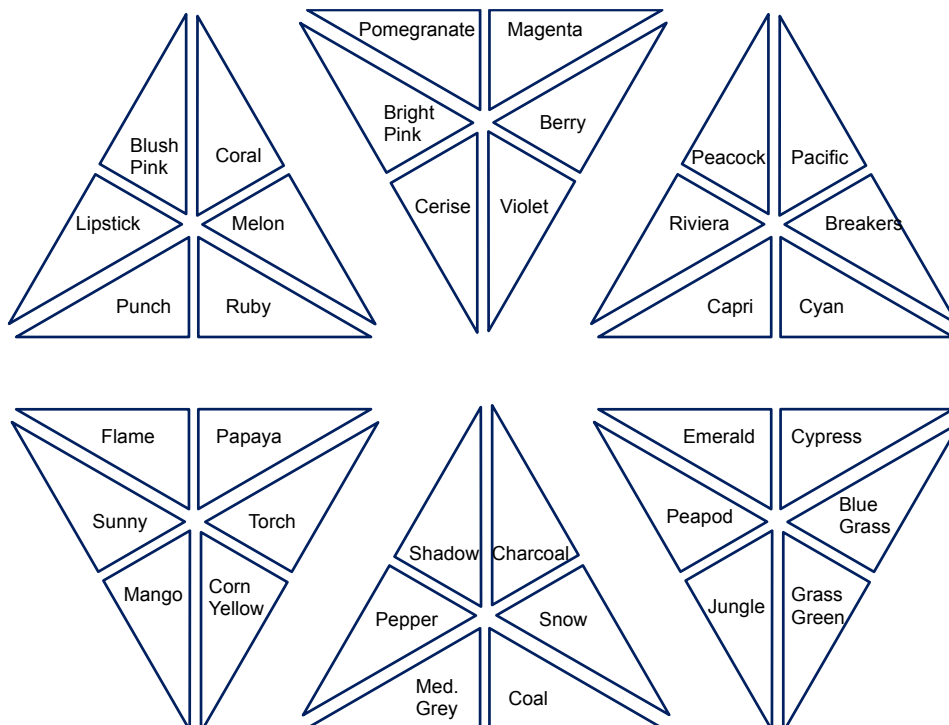 Pomegranate
Magenta
Bright
Pink
Berry
Cerise
Violet
Blush
Pink
Coral
Lipstick
Melon
Punch
Ruby
Peacock
Pacific
Riviera
Breakers
Capri
Cyan
Flame
Papaya
Sunny
Torch
Mango
Corn
Yellow
Shadow
Charcoal
Pepper
Snow
Med.
Grey
Coal
Emerald
Cypress
Peapod
Blue
Grass
Jungle
Grass
Green